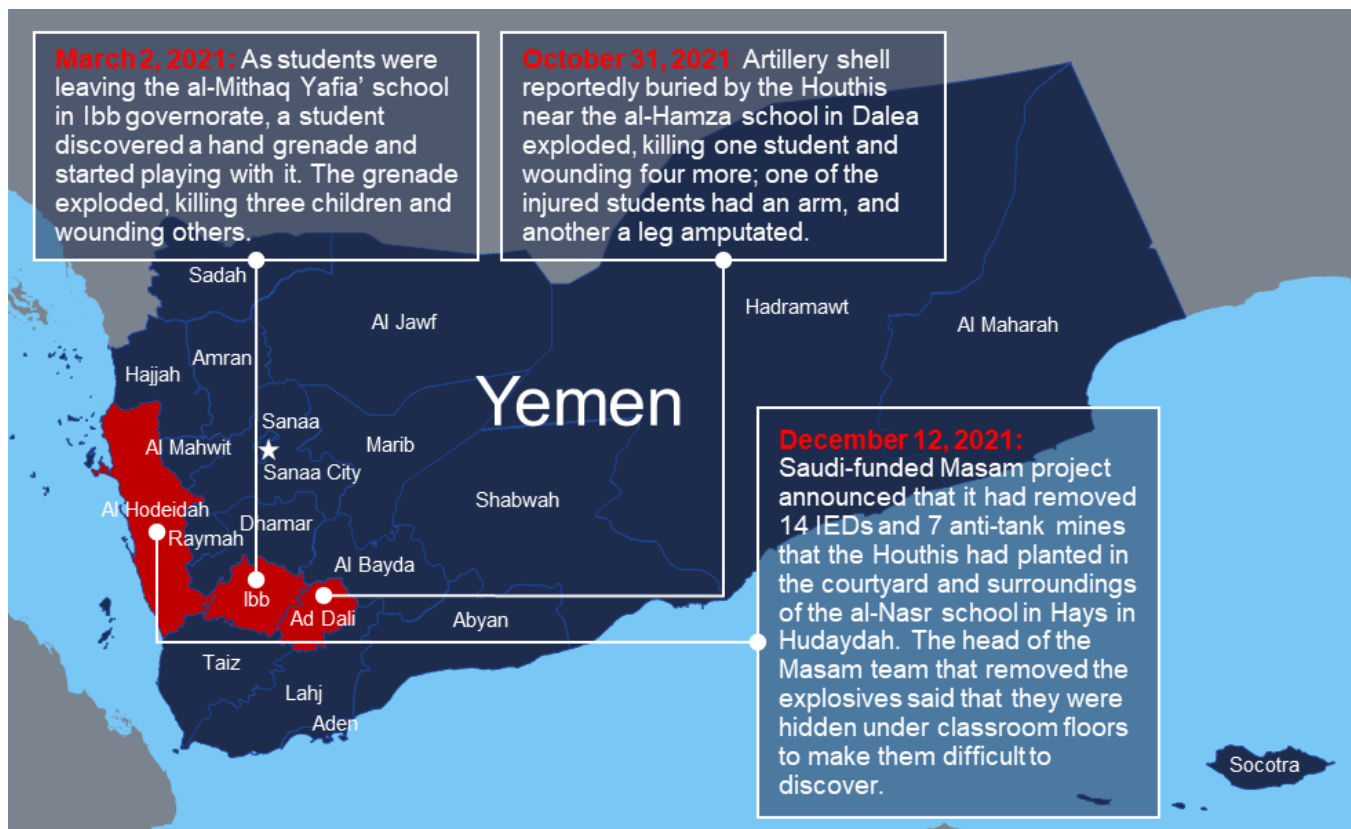 March 2, 2021: As students were
leaving the al-Mithaq Yafia’ school
in Ibb governorate, a student
discovered a hand grenade and
started playing with it. The grenade
exploded, killing three children and
wounding others.
October 31, 2021: Artillery shell
reportedly buried by the Houthis
near the al-Hamza school in Dalea
exploded, killing one student and
wounding four more; one of the
injured students had an arm, and
another a leg amputated.
Sadah
Al Jawf
Hadramawt
Al Maharah
Amran
Hajjah
Yemen
Sanaa
Al Mahwit
Marib
Sanaa City
Shabwah
Al Hodeidah
Dhamar
Raymah
Al Bayda
Ibb
Ad Dali
Abyan
Taiz
Lahj
Aden
December 12, 2021:
Saudi-funded Masam project
announced that it had removed
14 IEDs and 7 anti-tank mines
that the Houthis had planted in
the courtyard and surroundings
of the al-Nasr school in Hays in
Hudaydah. The head of the
Masam team that removed the
explosives said that they were
hidden under classroom floors
to make them difficult to
discover.
Socotra